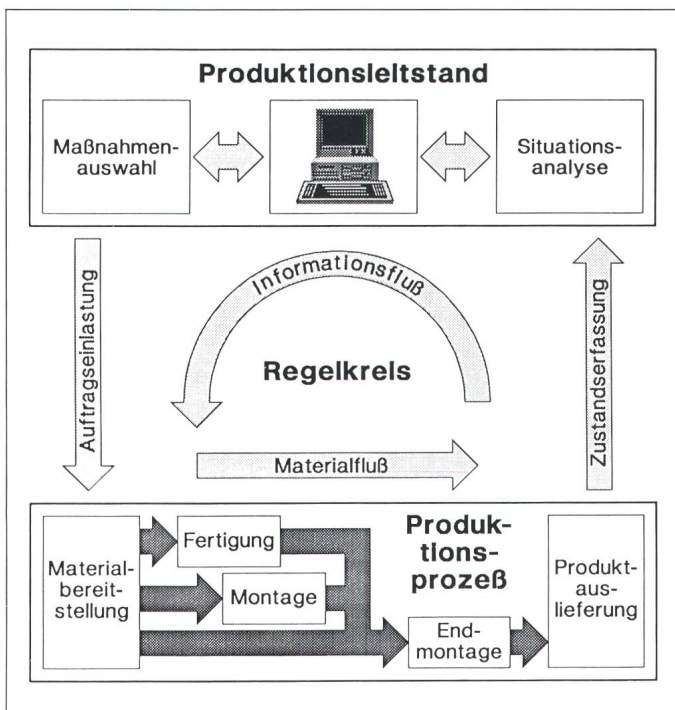 Produktionsleitstand
Maßnahmen-
auswahl
Situations-
analyse
Auftragseinlastung
Informationsfluß
Regelkreis
Materialfluß
Zustandserfassung
Material-
bereit-
stellung
Fertigung
Montage
Produk-
tions-
prozeß
End-
montage
Produkt-
aus-
lieferung